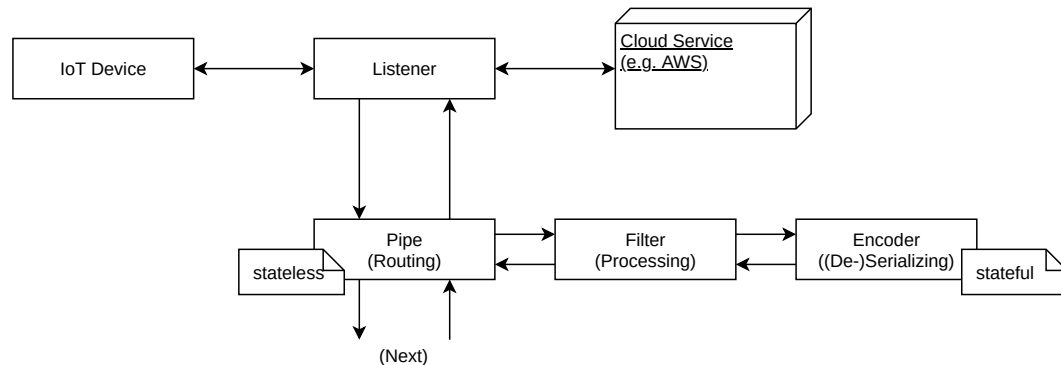 IoT Device
Listener
Cloud Service
(e.g. AWS)
Pipe
(Routing)
Filter
(Processing)
Encoder
((De-)Serializing)
stateless
stateful
(Next)